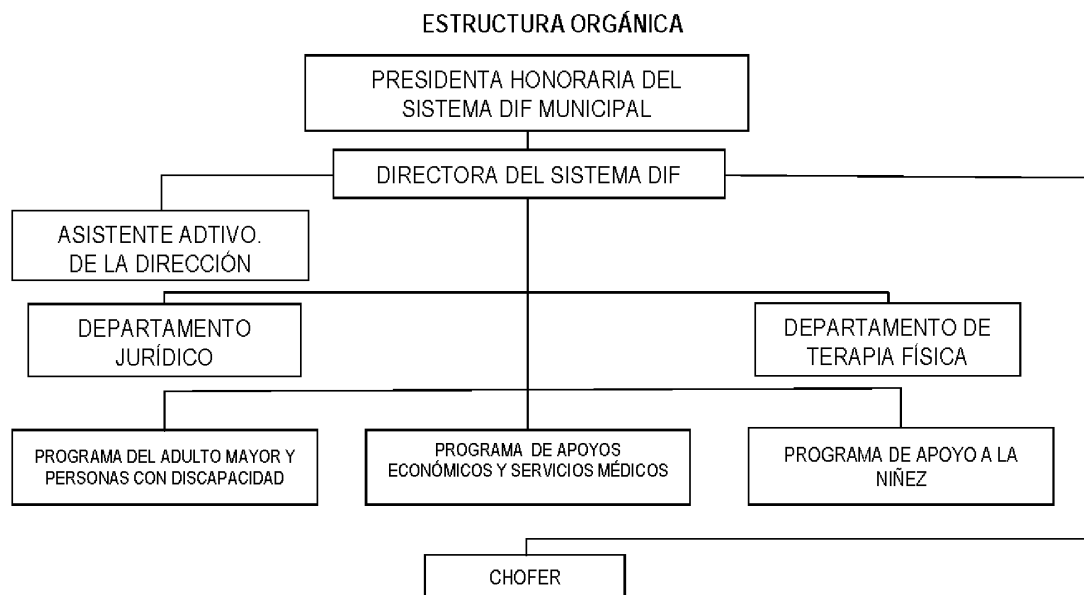 ESTRUCTURA ORGÁNICA
PRESIDENTA HONORARIA DEL
SISTEMA DIF MUNICIPAL
DIRECTORA DEL SISTEMA DIF
ASISTENTE ADTIVO.
DE LA DIRECCIÓN
DEPARTAMENTO
JURÍDICO
DEPARTAMENTO DE
TERAPIA FÍSICA
PROGRAMA DEL ADULTO MAYOR Y
PERSONAS CON DISCAPACIDAD
PROGRAMA DE APOYOS
ECONÓMICOS Y SERVICIOS MÉDICOS
PROGRAMA DE APOYO A LA
NIÑEZ
CHOFER